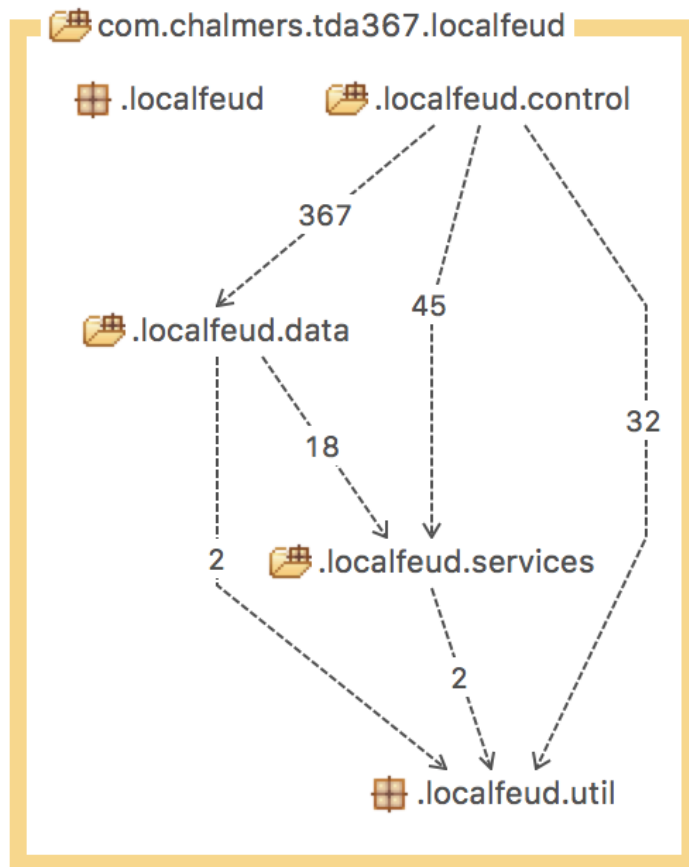 com.chalmers.tda367.localfeud
.localfeud
.localfeud.control
367
.localfeud.data
45
32
18
2
.localfeud.services
2
.localfeud.util